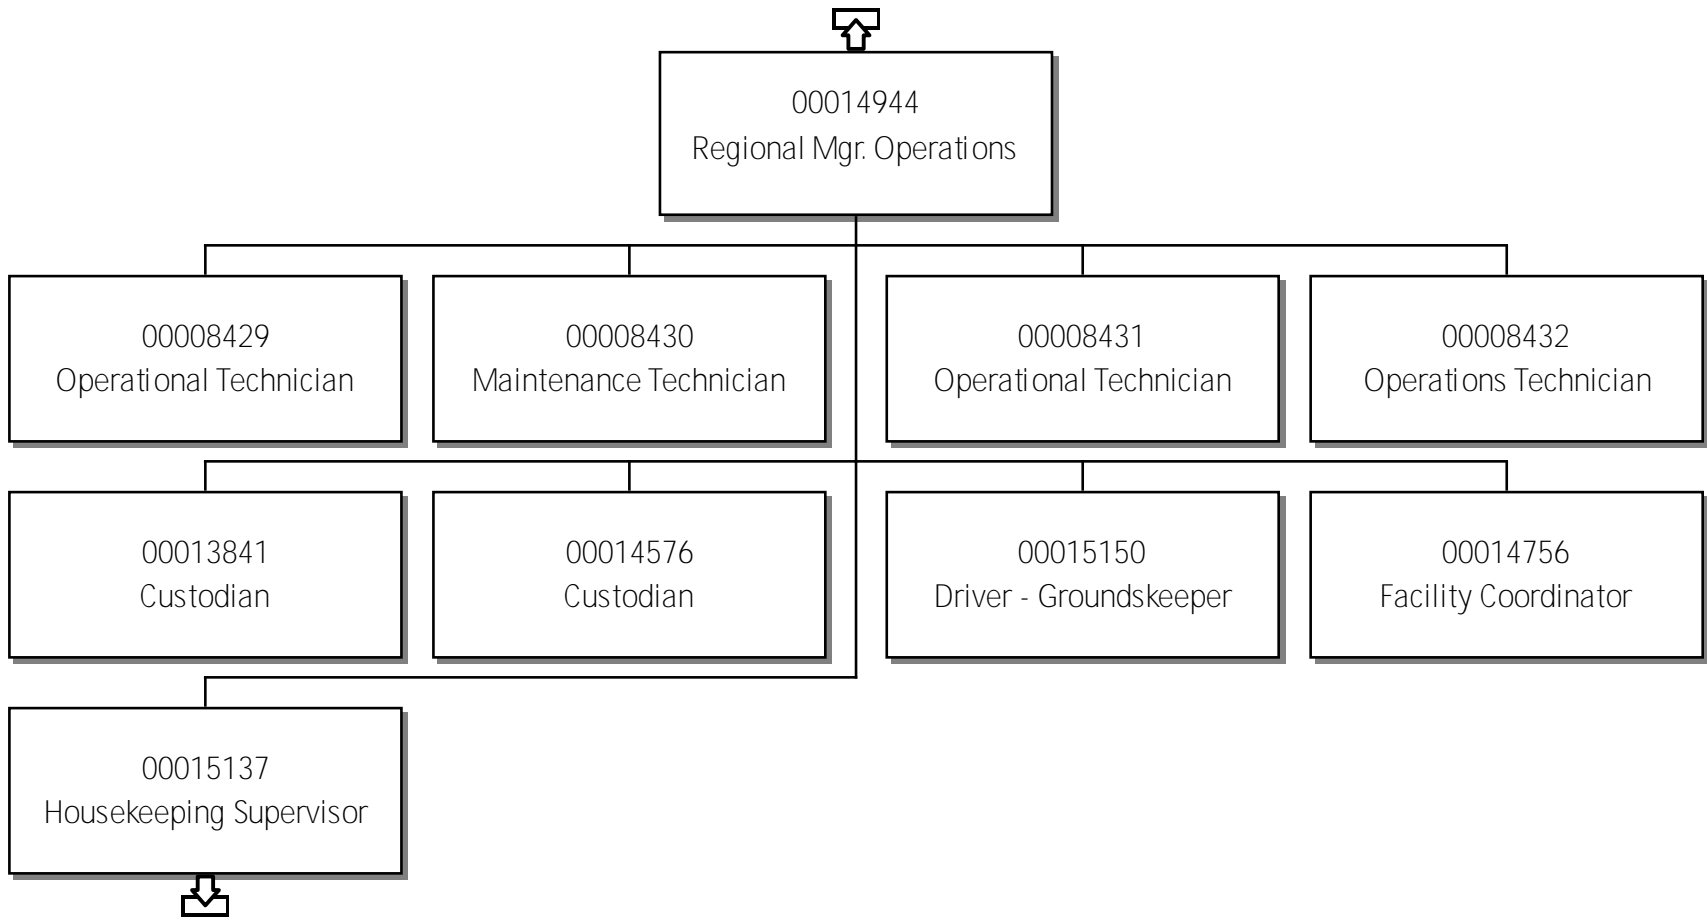 00014944
Regional Mgr. Operations
00008429
Operational Technician
00008430
Maintenance Technician
00008431
Operational Technician
00008432
Operations Technician
00013841
Custodian
00014576
Custodian
00015150
Driver - Groundskeeper
00014756
Facility Coordinator
00015137
Housekeeping Supervisor